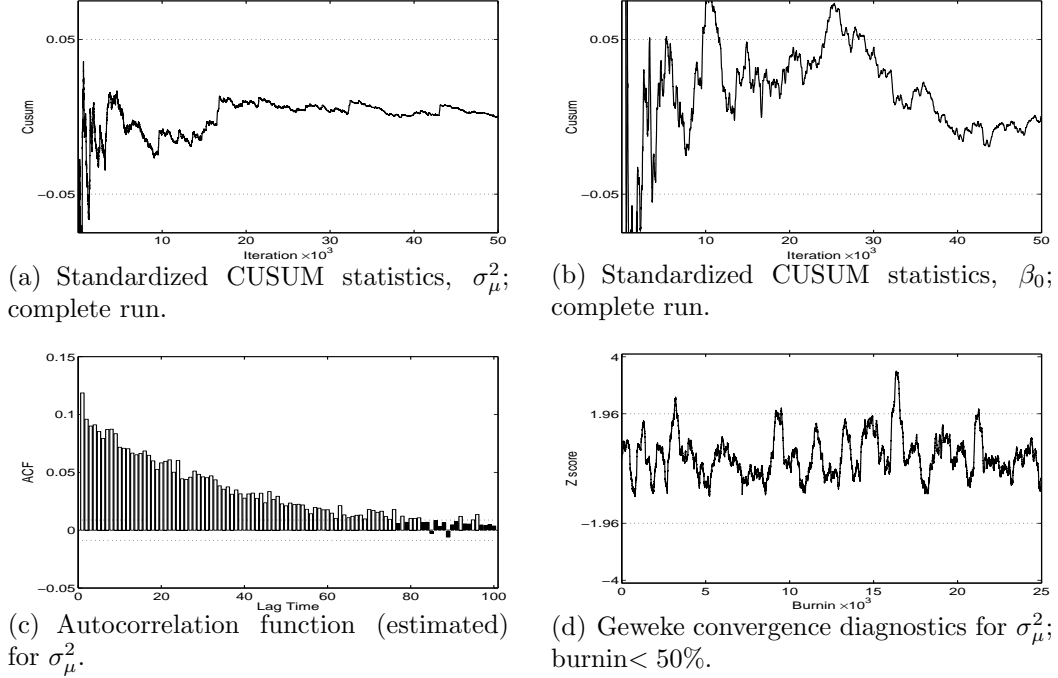 0.05
Cusum
−0.05
10 20 30 40 50
Iteration ×10³
(a) Standardized CUSUM statistics, σ²_μ;
complete run.
0.05
Cusum
−0.05
10 20 30 40 50
Iteration ×10³
(b) Standardized CUSUM statistics, β₀;
complete run.
0.15
0.1
0.05
0
−0.05
ACF
0 20 40 60 80 100
Lag Time
(c) Autocorrelation function (estimated)
for σ²_μ.
4
1.96
−1.96
−4
Z score
0 5 10 15 20 25
Burnin ×10³
(d) Geweke convergence diagnostics for σ²_μ;
burnin< 50%.